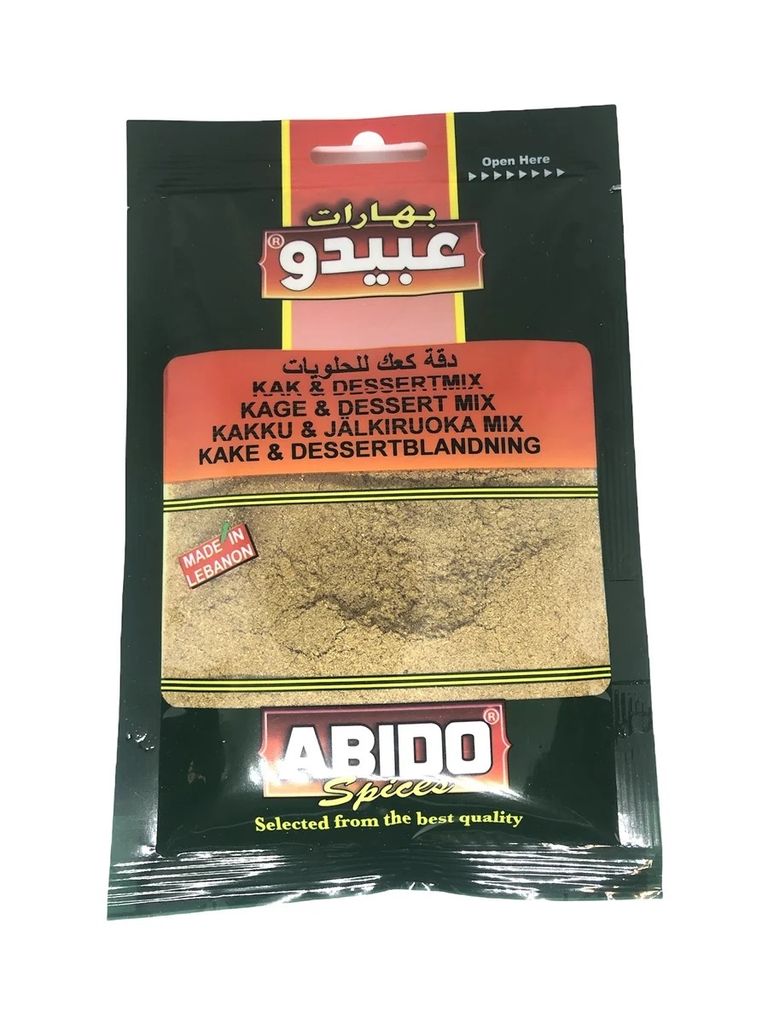 Open Here
بهارات
عبيدو®
دقة كعك للحلويات
KAK & DESSERTMIX
KAGE & DESSERT MIX
KAKKU & JÄLKIRUOKA MIX
KAKE & DESSERTBLANDNING
MADE IN
LEBANON
ABIDO®
Spices
Selected from the best quality